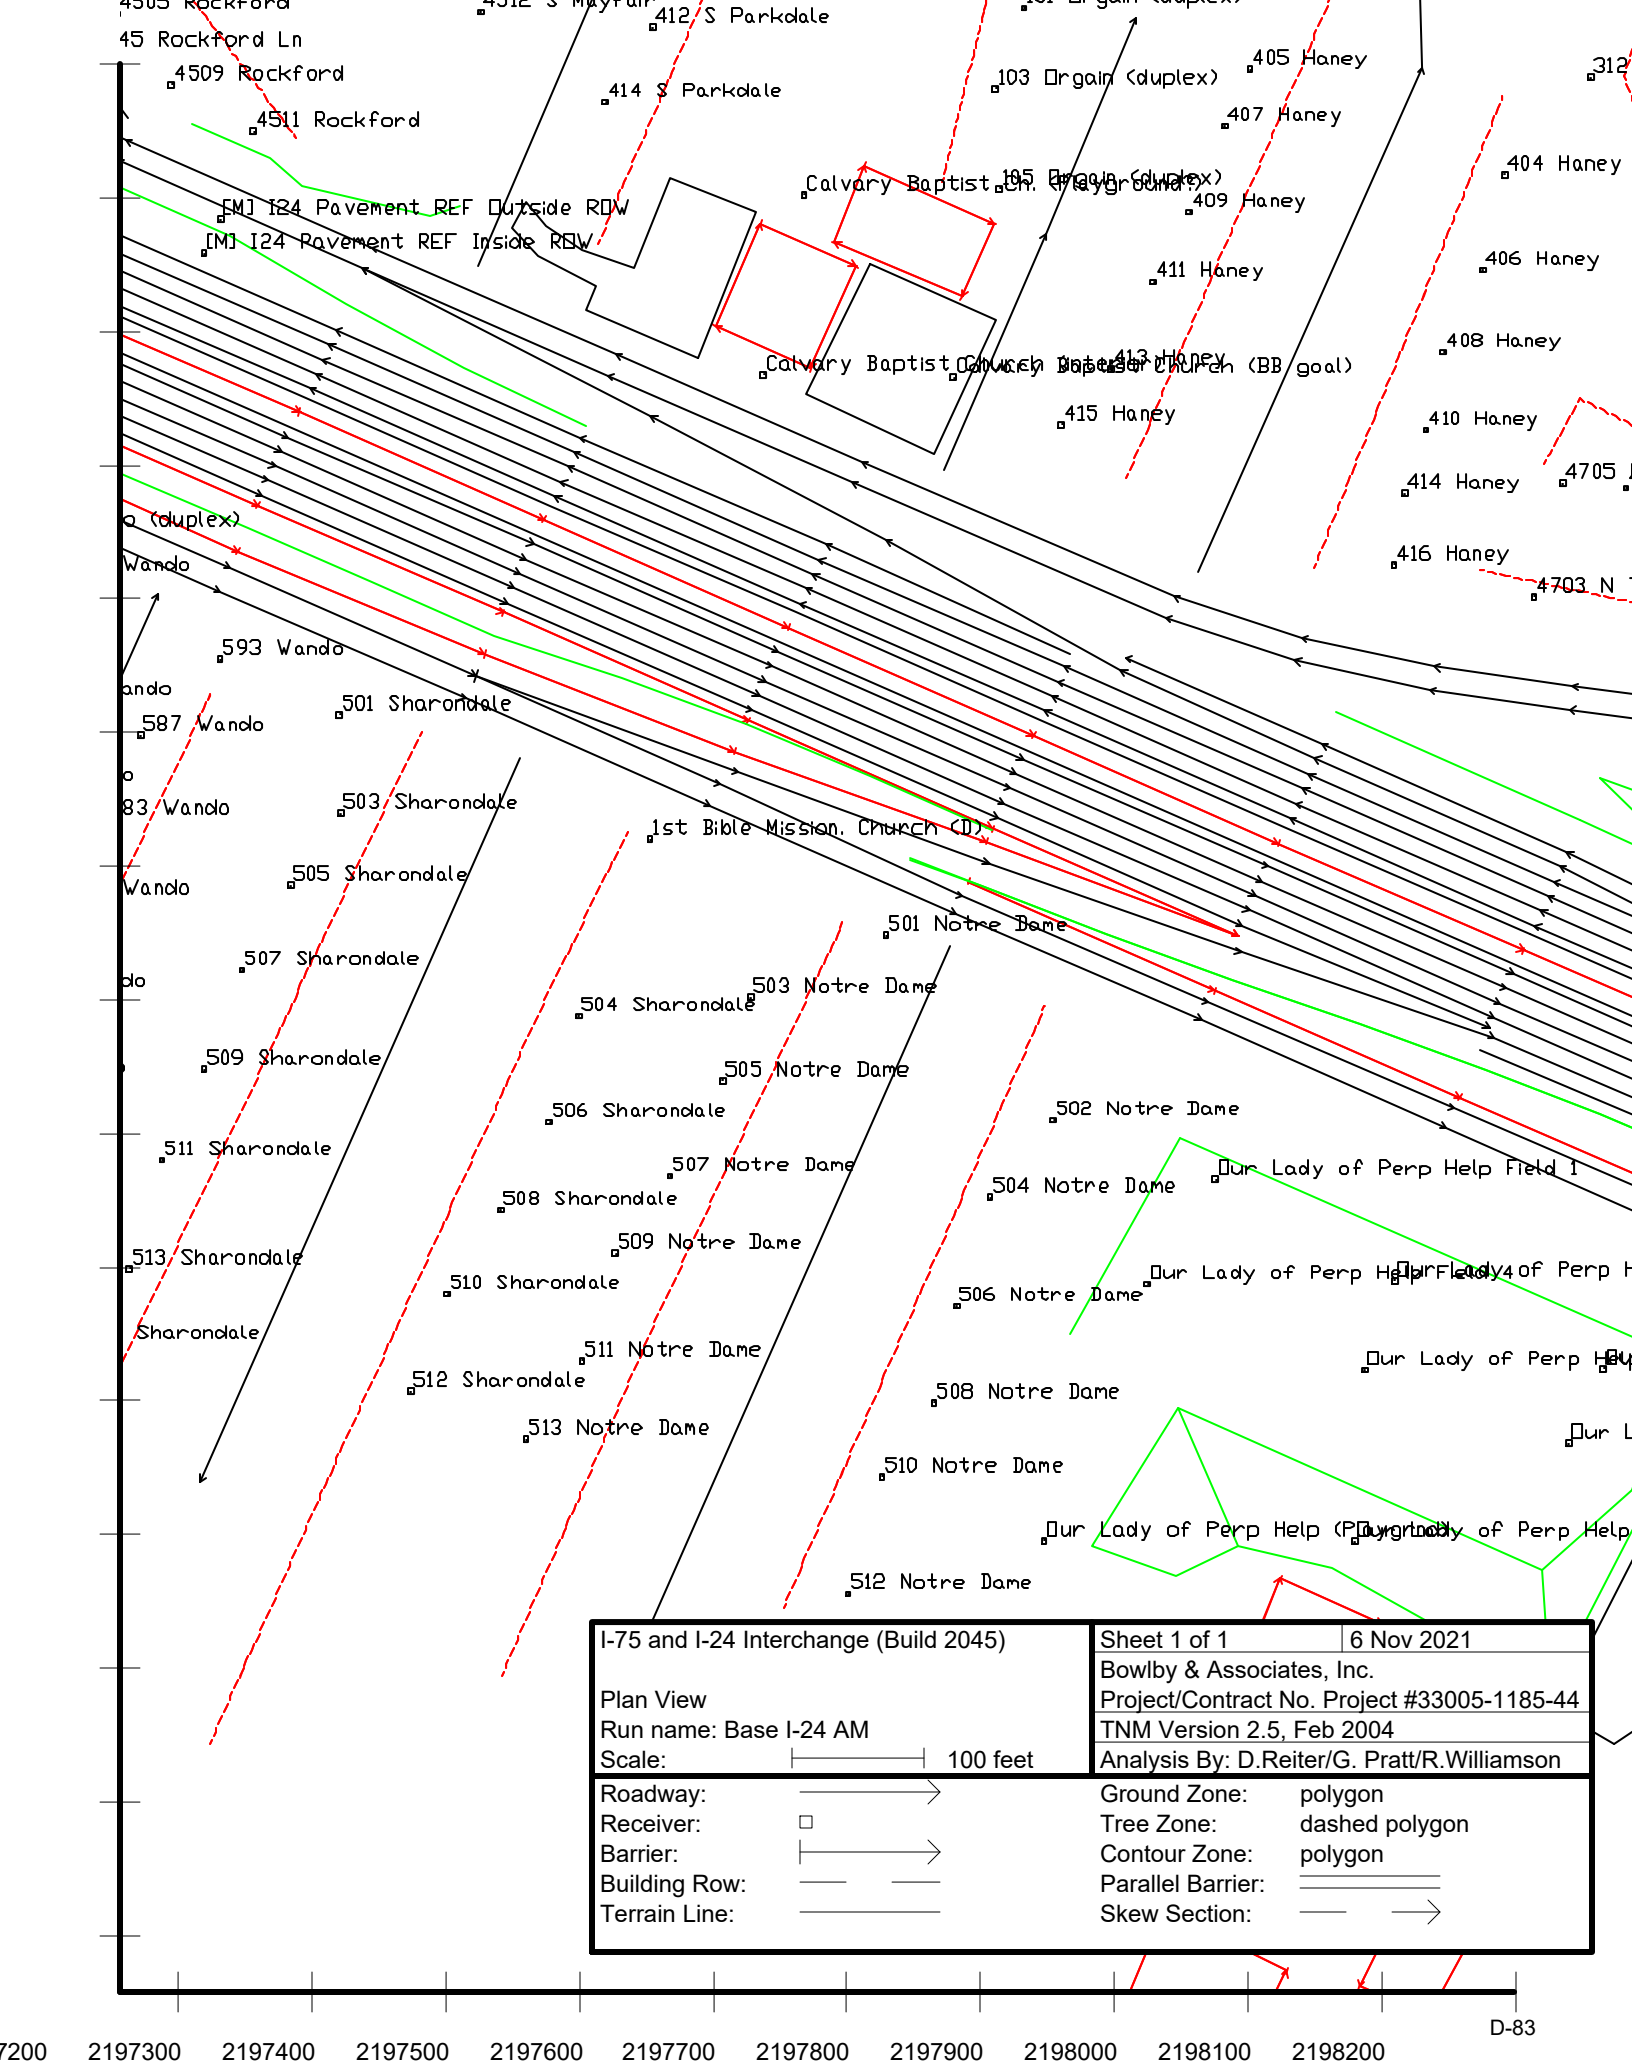 4505 Rockford
4512 S Mayfair
412 S Parkdale
45 Rockford Ln
4509 Rockford
4511 Rockford
414 S Parkdale
103 Orgain (duplex)
405 Haney
407 Haney
312
404 Haney
Calvary Baptist Ch. (Playground?)
105 Orgain (duplex)
409 Haney
[M] I24 Pavement REF Outside ROW
[M] I24 Pavement REF Inside ROW
411 Haney
406 Haney
408 Haney
Calvary Baptist Church Interior
Calvary Baptist Church (BB goal)
413 Haney
415 Haney
410 Haney
4705
414 Haney
o (duplex)
416 Haney
Wando
4703 N
593 Wando
ando
501 Sharondale
587 Wando
o
83 Wando
503 Sharondale
1st Bible Mission. Church (D)
505 Sharondale
Wando
501 Notre Dame
507 Sharondale
do
503 Notre Dame
504 Sharondale
509 Sharondale
505 Notre Dame
506 Sharondale
502 Notre Dame
511 Sharondale
507 Notre Dame
Our Lady of Perp Help Field 1
504 Notre Dame
508 Sharondale
509 Notre Dame
513 Sharondale
510 Sharondale
Our Lady of Perp Help Field 4
Our Lady of Perp H
506 Notre Dame
Sharondale
511 Notre Dame
Our Lady of Perp Help
512 Sharondale
508 Notre Dame
513 Notre Dame
Our L
510 Notre Dame
Our Lady of Perp Help (Playground)
Our Lady of Perp Help
512 Notre Dame
I-75 and I-24 Interchange (Build 2045)
Sheet 1 of 1
6 Nov 2021
Bowlby & Associates, Inc.
Plan View
Project/Contract No. Project #33005-1185-44
Run name: Base I-24 AM
TNM Version 2.5, Feb 2004
Scale:
100 feet
Analysis By: D.Reiter/G. Pratt/R.Williamson
Roadway:
Ground Zone: polygon
Receiver:
Tree Zone: dashed polygon
Barrier:
Contour Zone: polygon
Building Row:
Parallel Barrier:
Terrain Line:
Skew Section:
D-83
7200 2197300 2197400 2197500 2197600 2197700 2197800 2197900 2198000 2198100 2198200